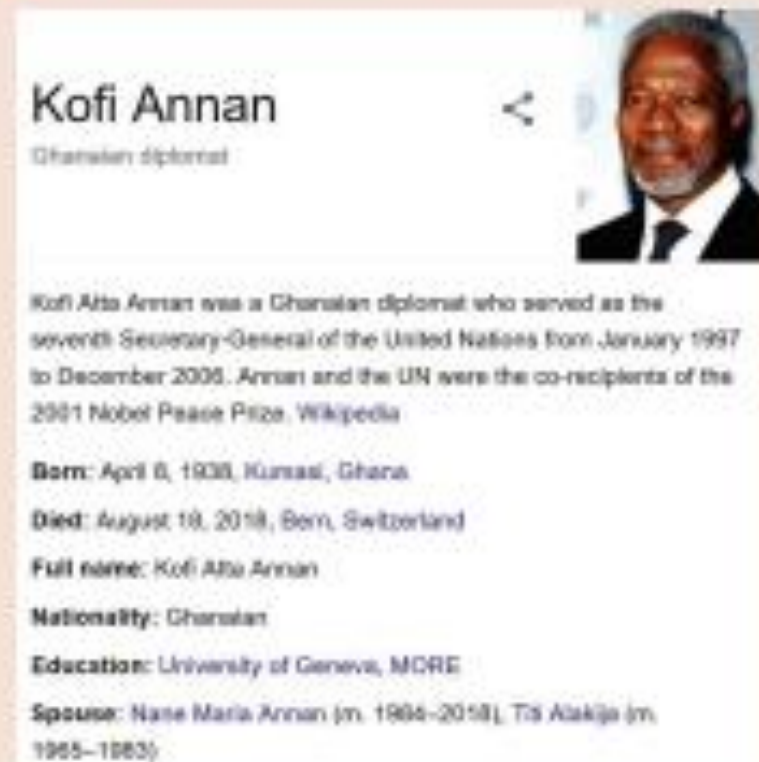 Kofi Annan
Ghanaian diplomat
Kofi Atta Annan was a Ghanaian diplomat who served as the
seventh Secretary-General of the United Nations from January 1997
to December 2006. Annan and the UN were the co-recipients of the
2001 Nobel Peace Prize. Wikipedia
Born: April 8, 1938, Kumasi, Ghana
Died: August 18, 2018, Bern, Switzerland
Full name: Kofi Atta Annan
Nationality: Ghanaian
Education: University of Geneva, MORE
Spouse: Nane Maria Annan (m. 1984–2018), Titi Alakija (m.
1965–1983)